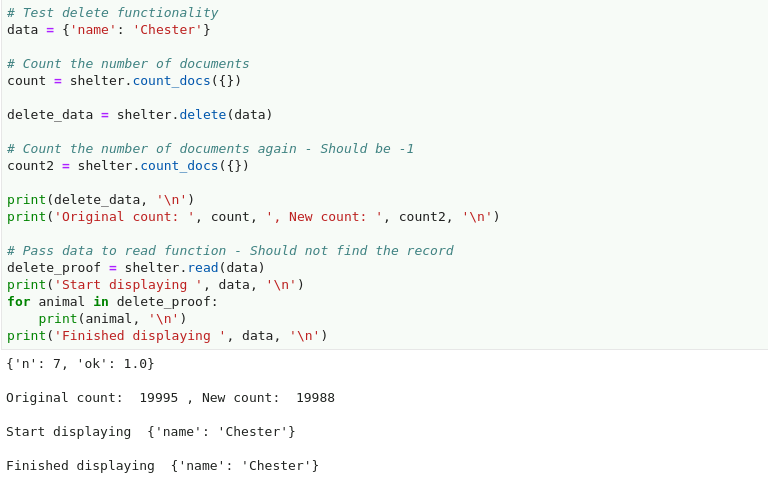 # Test delete functionality
data = {'name': 'Chester'}
# Count the number of documents
count = shelter.count_docs({})
delete_data = shelter.delete(data)
# Count the number of documents again - Should be -1
count2 = shelter.count_docs({})
print(delete_data, '\n')
print('Original count: ', count, ', New count: ', count2, '\n')
# Pass data to read function - Should not find the record
delete_proof = shelter.read(data)
print('Start displaying ', data, '\n')
for animal in delete_proof:
    print(animal, '\n')
print('Finished displaying ', data, '\n')
{'n': 7, 'ok': 1.0}
Original count:  19995 , New count:  19988
Start displaying  {'name': 'Chester'}
Finished displaying  {'name': 'Chester'}